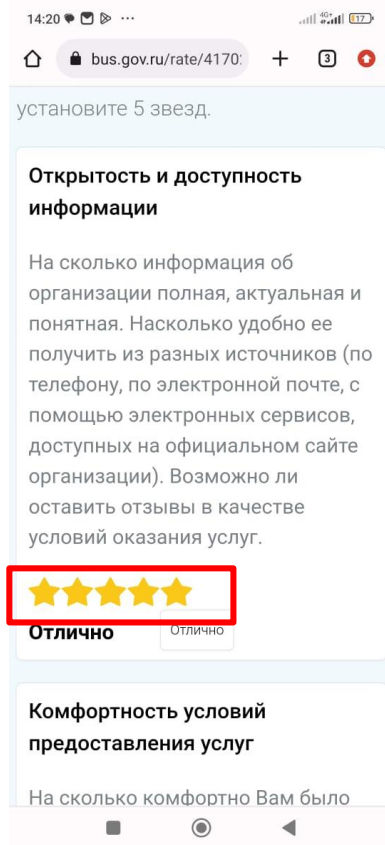 14:20 ...
4G+ 17
bus.gov.ru/rate/4170: + 3
установите 5 звезд.
Открытость и доступность
информации
На сколько информация об
организации полная, актуальная и
понятная. Насколько удобно ее
получить из разных источников (по
телефону, по электронной почте, с
помощью электронных сервисов,
доступных на официальном сайте
организации). Возможно ли
оставить отзывы в качестве
условий оказания услуг.
Отлично
Отлично
Комфортность условий
предоставления услуг
На сколько комфортно Вам было